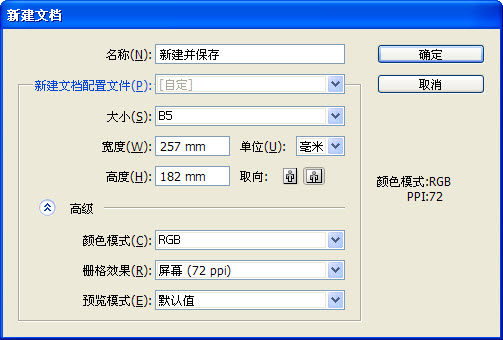 新建文档
名称(N): 新建并保存
确定
新建文档配置文件(P): [自定]
取消
大小(S): B5
宽度(W): 257 mm 单位(U): 毫米
高度(H): 182 mm 取向:
颜色模式:RGB
PPI:72
高级
颜色模式(C): RGB
栅格效果(R): 屏幕 (72 ppi)
预览模式(E): 默认值